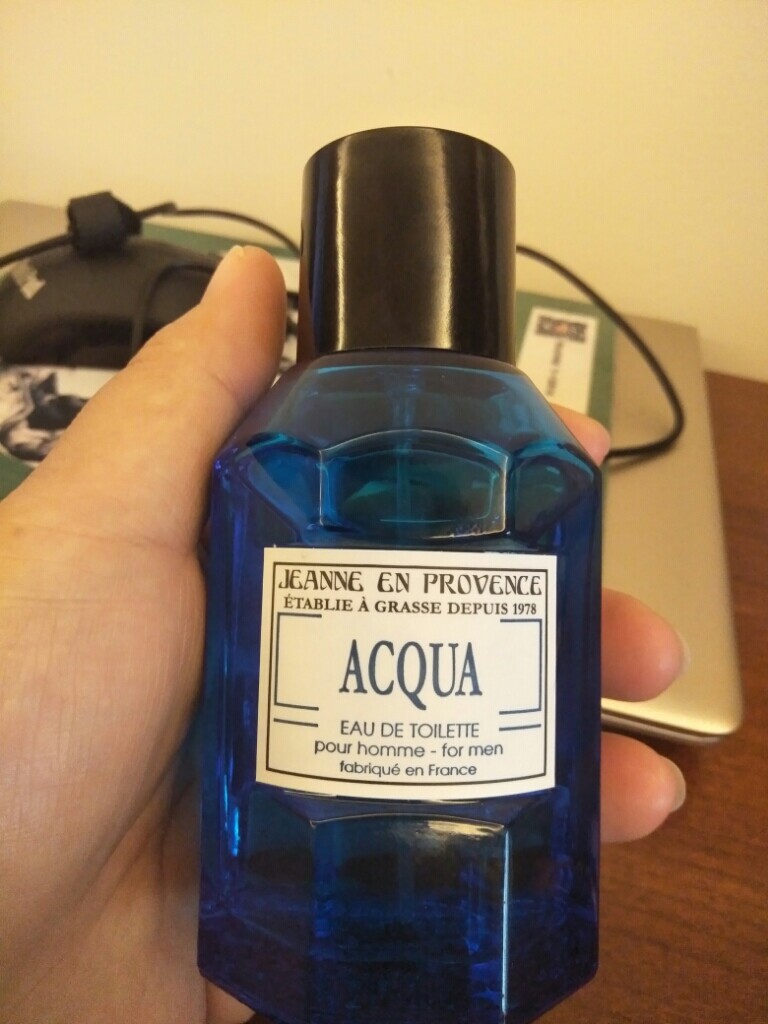 JEANNE EN PROVENCE
ÉTABLIE À GRASSE DEPUIS 1978
ACQUA
EAU DE TOILETTE
pour homme - for men
fabriqué en France